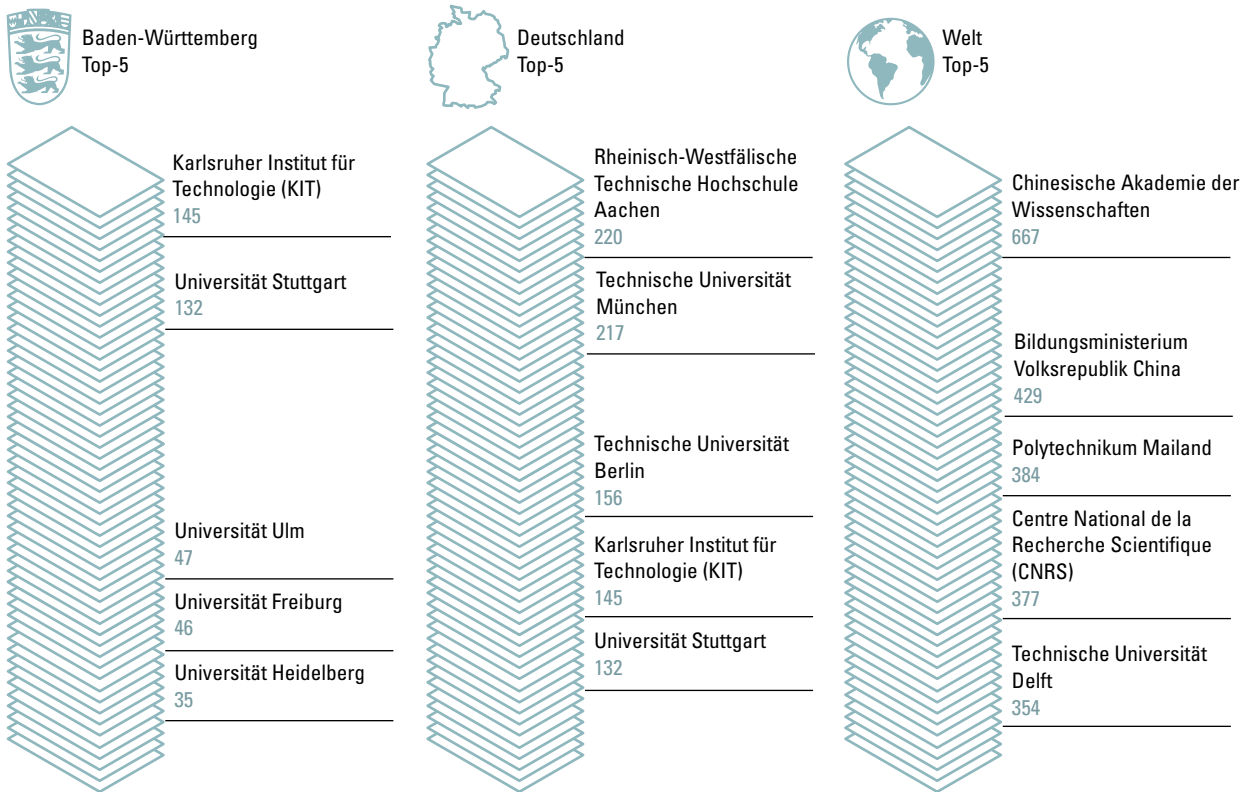 Baden-Württemberg
Top-5
Karlsruher Institut für
Technologie (KIT)
145
Universität Stuttgart
132
Universität Ulm
47
Universität Freiburg
46
Universität Heidelberg
35
Deutschland
Top-5
Rheinisch-Westfälische
Technische Hochschule
Aachen
220
Technische Universität
München
217
Technische Universität
Berlin
156
Karlsruher Institut für
Technologie (KIT)
145
Universität Stuttgart
132
Welt
Top-5
Chinesische Akademie der
Wissenschaften
667
Bildungsministerium
Volksrepublik China
429
Polytechnikum Mailand
384
Centre National de la
Recherche Scientifique
(CNRS)
377
Technische Universität
Delft
354